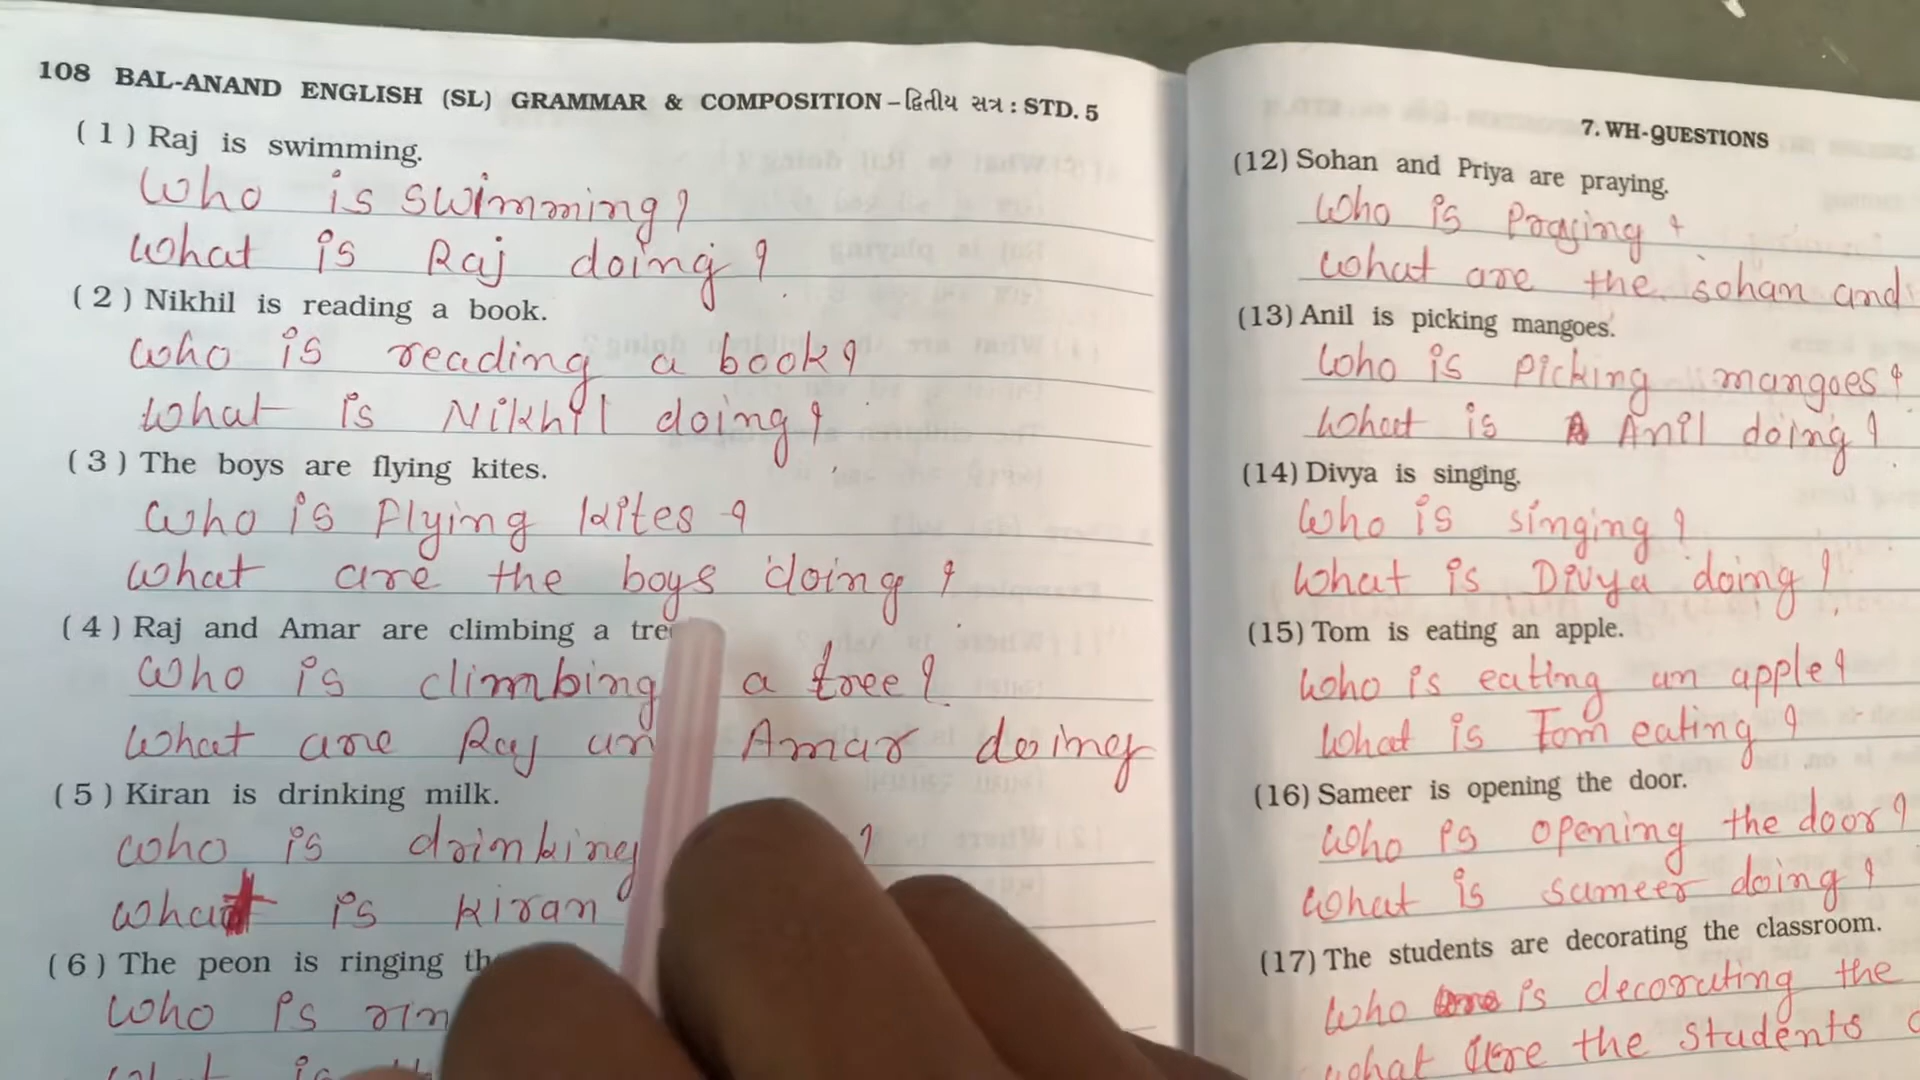 108 BAL-ANAND ENGLISH (SL) GRAMMAR & COMPOSITION – દ્વિતીય સત્ર : STD. 5
( 1 ) Raj is swimming.
Who is swimming?
What is Raj doing?
( 2 ) Nikhil is reading a book.
Who is reading a book?
What is Nikhil doing?
( 3 ) The boys are flying kites.
Who is flying kites?
What are the boys doing?
( 4 ) Raj and Amar are climbing a
Who is climbing a tree?
What are Raj Amar doing
( 5 ) Kiran is drinking milk.
Who is drinking ?
What is Kiran
( 6 ) The peon is ringing
Who is
7. WH-QUESTIONS
(12) Sohan and Priya are praying.
Who is Praying?
What are the sohan and
(13) Anil is picking mangoes.
Who is picking mangoes?
What is Anil doing?
(14) Divya is singing.
Who is singing?
What is Divya doing?
(15) Tom is eating an apple.
Who is eating an apple?
What is Tom eating?
(16) Sameer is opening the door.
Who is opening the door?
What is sameer doing?
(17) The students are decorating the classroom.
Who is decorating the
What are the students